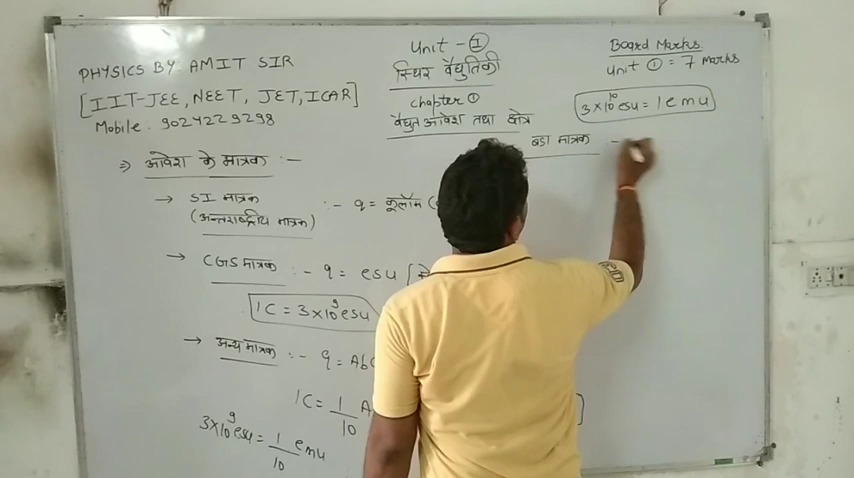 Unit - ①
स्थिर वैद्युतिकी
Chapter ①
वैद्युत आवेश तथा क्षेत्र
Board Marks:
Unit ① = 7 marks
3×10¹⁰ esu = 1 emu
PHYSICS BY AMIT SIR
[IIT-JEE, NEET, JET, ICAR]
Mobile : 9024229298
⇒ आवेश के मात्रक : -
बडा मात्रक -
→ SI मात्रक : - q = कूलॉम (
(अन्तराष्ट्रीय मात्रक)
→ CGS मात्रक : - q = esu [
1C = 3×10⁹ esu
→ अन्य मात्रक : - q = Ab
1C = 1/10 A
3×10⁹ esu = 1/10 emu